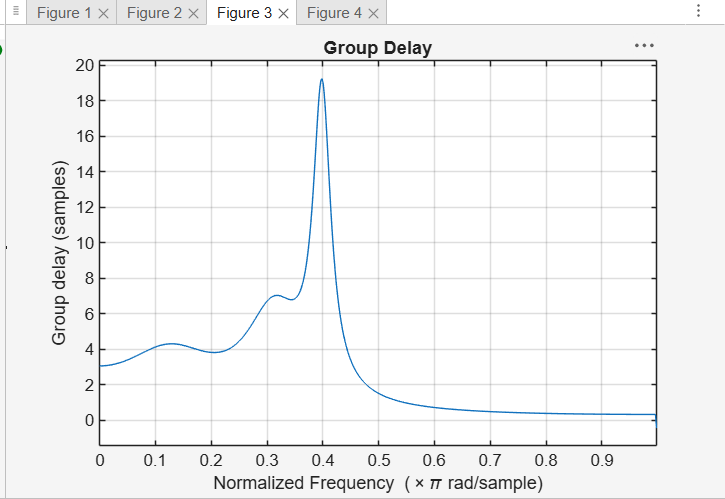 Figure 1 × Figure 2 × Figure 3 × Figure 4 ×
Group Delay
20
18
16
14
12
10
8
6
4
2
0
Group delay (samples)
0 0.1 0.2 0.3 0.4 0.5 0.6 0.7 0.8 0.9
Normalized Frequency (× π rad/sample)